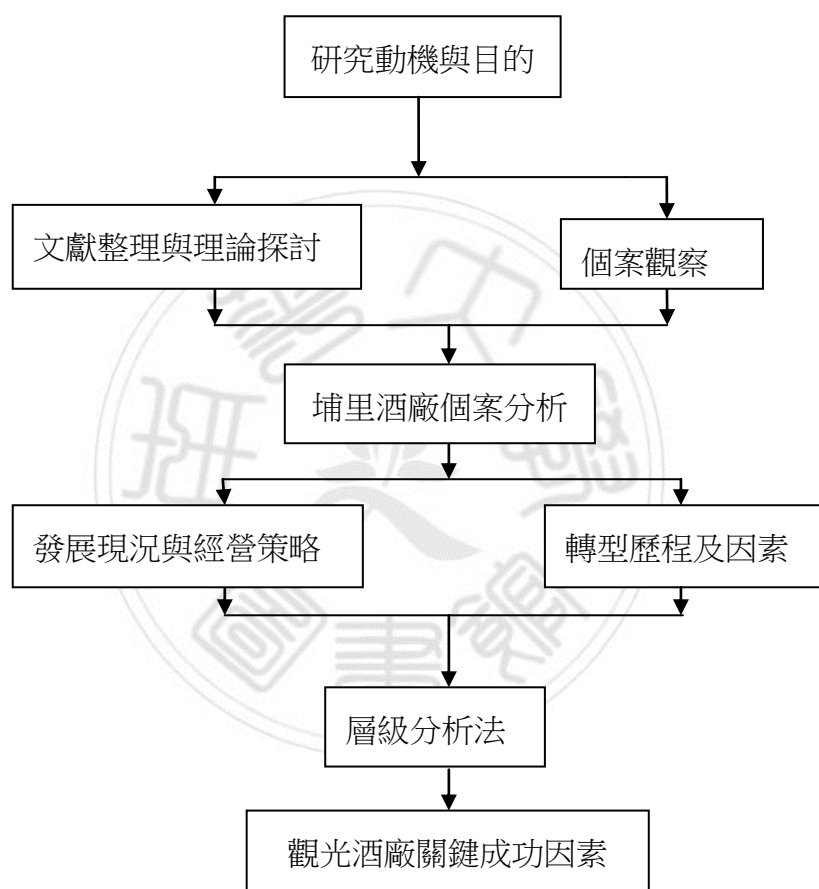 研究動機與目的
文獻整理與理論探討
個案觀察
埔里酒廠個案分析
發展現況與經營策略
轉型歷程及因素
層級分析法
觀光酒廠關鍵成功因素